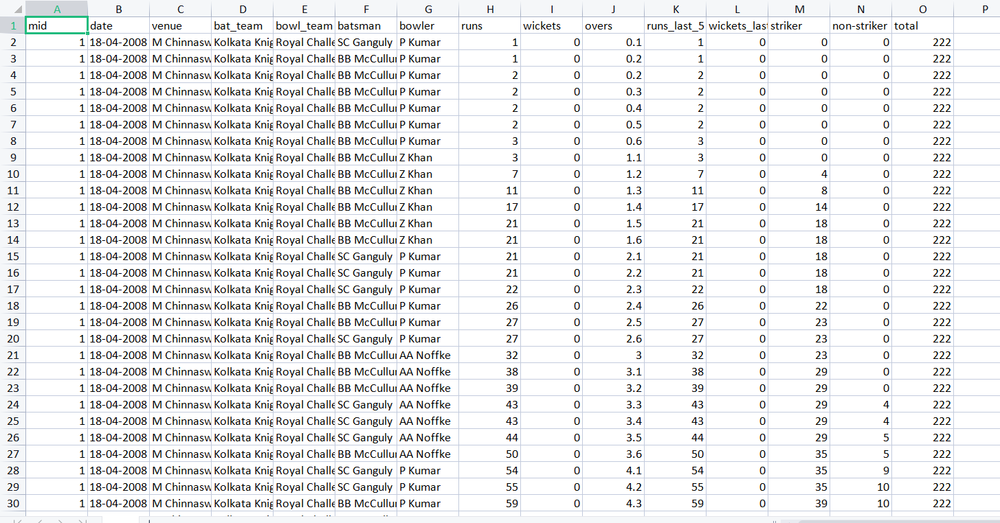 A B C D E F G H I J K L M N O P
1 mid date venue bat_team bowl_team batsman bowler runs wickets overs runs_last_5 wickets_last striker non-striker total
2 1 18-04-2008 M Chinnasw Kolkata Knig Royal Challe SC Ganguly P Kumar 1 0 0.1 1 0 0 0 222
3 1 18-04-2008 M Chinnasw Kolkata Knig Royal Challe BB McCullu P Kumar 1 0 0.2 1 0 0 0 222
4 1 18-04-2008 M Chinnasw Kolkata Knig Royal Challe BB McCullu P Kumar 2 0 0.2 2 0 0 0 222
5 1 18-04-2008 M Chinnasw Kolkata Knig Royal Challe BB McCullu P Kumar 2 0 0.3 2 0 0 0 222
6 1 18-04-2008 M Chinnasw Kolkata Knig Royal Challe BB McCullu P Kumar 2 0 0.4 2 0 0 0 222
7 1 18-04-2008 M Chinnasw Kolkata Knig Royal Challe BB McCullu P Kumar 2 0 0.5 2 0 0 0 222
8 1 18-04-2008 M Chinnasw Kolkata Knig Royal Challe BB McCullu P Kumar 3 0 0.6 3 0 0 0 222
9 1 18-04-2008 M Chinnasw Kolkata Knig Royal Challe BB McCullu Z Khan 3 0 1.1 3 0 0 0 222
10 1 18-04-2008 M Chinnasw Kolkata Knig Royal Challe BB McCullu Z Khan 7 0 1.2 7 0 4 0 222
11 1 18-04-2008 M Chinnasw Kolkata Knig Royal Challe BB McCullu Z Khan 11 0 1.3 11 0 8 0 222
12 1 18-04-2008 M Chinnasw Kolkata Knig Royal Challe BB McCullu Z Khan 17 0 1.4 17 0 14 0 222
13 1 18-04-2008 M Chinnasw Kolkata Knig Royal Challe BB McCullu Z Khan 21 0 1.5 21 0 18 0 222
14 1 18-04-2008 M Chinnasw Kolkata Knig Royal Challe BB McCullu Z Khan 21 0 1.6 21 0 18 0 222
15 1 18-04-2008 M Chinnasw Kolkata Knig Royal Challe SC Ganguly P Kumar 21 0 2.1 21 0 18 0 222
16 1 18-04-2008 M Chinnasw Kolkata Knig Royal Challe SC Ganguly P Kumar 21 0 2.2 21 0 18 0 222
17 1 18-04-2008 M Chinnasw Kolkata Knig Royal Challe SC Ganguly P Kumar 22 0 2.3 22 0 18 0 222
18 1 18-04-2008 M Chinnasw Kolkata Knig Royal Challe BB McCullu P Kumar 26 0 2.4 26 0 22 0 222
19 1 18-04-2008 M Chinnasw Kolkata Knig Royal Challe BB McCullu P Kumar 27 0 2.5 27 0 23 0 222
20 1 18-04-2008 M Chinnasw Kolkata Knig Royal Challe SC Ganguly P Kumar 27 0 2.6 27 0 23 0 222
21 1 18-04-2008 M Chinnasw Kolkata Knig Royal Challe BB McCullu AA Noffke 32 0 3 32 0 23 0 222
22 1 18-04-2008 M Chinnasw Kolkata Knig Royal Challe BB McCullu AA Noffke 38 0 3.1 38 0 29 0 222
23 1 18-04-2008 M Chinnasw Kolkata Knig Royal Challe BB McCullu AA Noffke 39 0 3.2 39 0 29 0 222
24 1 18-04-2008 M Chinnasw Kolkata Knig Royal Challe SC Ganguly AA Noffke 43 0 3.3 43 0 29 4 222
25 1 18-04-2008 M Chinnasw Kolkata Knig Royal Challe SC Ganguly AA Noffke 43 0 3.4 43 0 29 4 222
26 1 18-04-2008 M Chinnasw Kolkata Knig Royal Challe SC Ganguly AA Noffke 44 0 3.5 44 0 29 5 222
27 1 18-04-2008 M Chinnasw Kolkata Knig Royal Challe BB McCullu AA Noffke 50 0 3.6 50 0 35 5 222
28 1 18-04-2008 M Chinnasw Kolkata Knig Royal Challe SC Ganguly P Kumar 54 0 4.1 54 0 35 9 222
29 1 18-04-2008 M Chinnasw Kolkata Knig Royal Challe SC Ganguly P Kumar 55 0 4.2 55 0 35 10 222
30 1 18-04-2008 M Chinnasw Kolkata Knig Royal Challe BB McCullu P Kumar 59 0 4.3 59 0 39 10 222